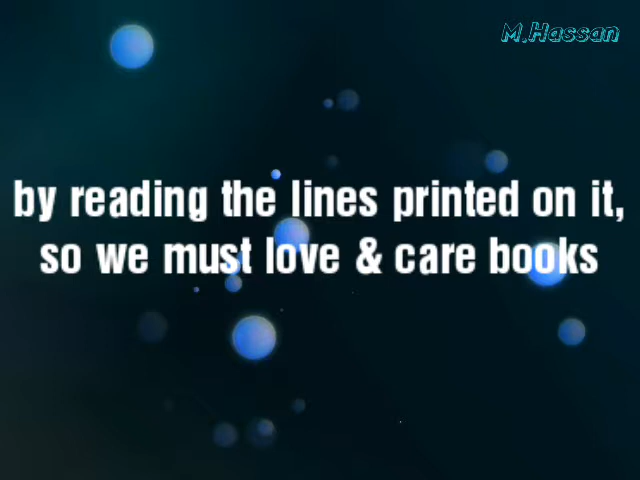 M.Hassan
by reading the lines printed on it,
so we must love & care books